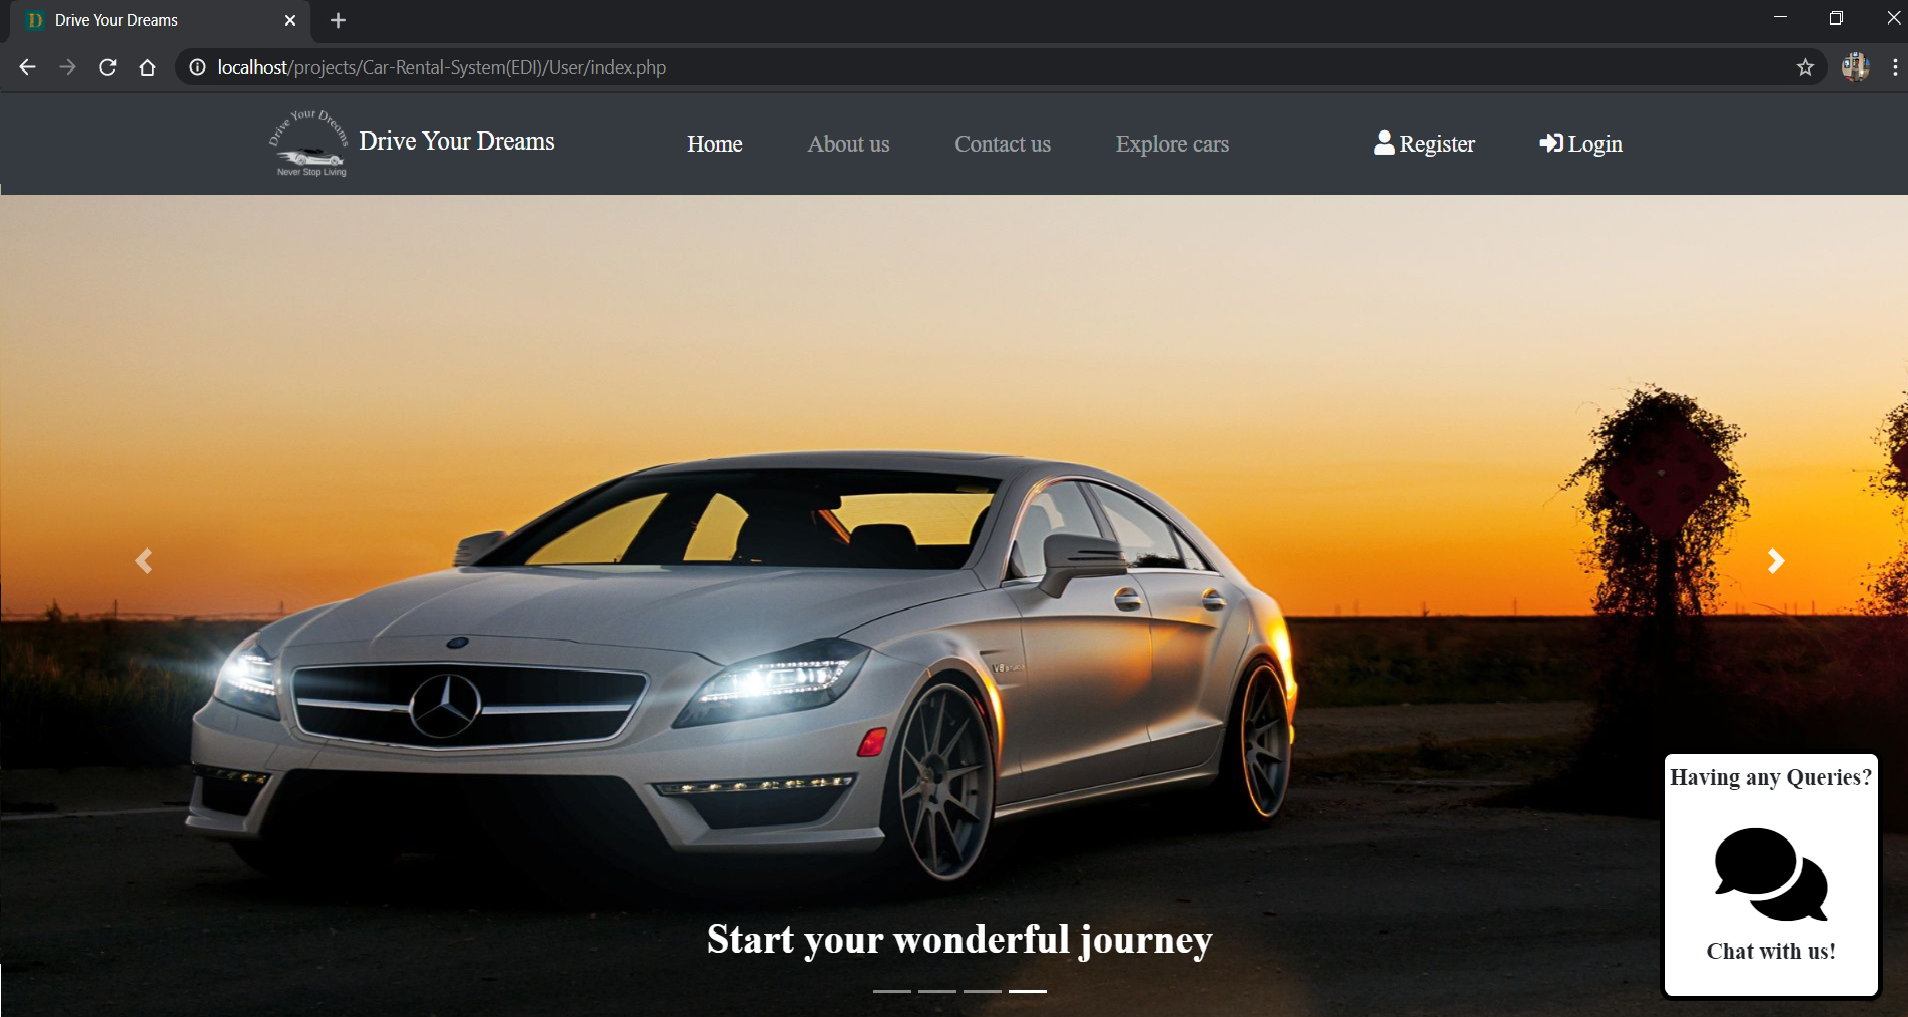 Drive Your Dreams
localhost/projects/Car-Rental-System(EDI)/User/index.php
Drive Your Dreams
Never Stop Living
Drive Your Dreams
Home
About us
Contact us
Explore cars
Register
Login
Having any Queries?
Chat with us!
Start your wonderful journey